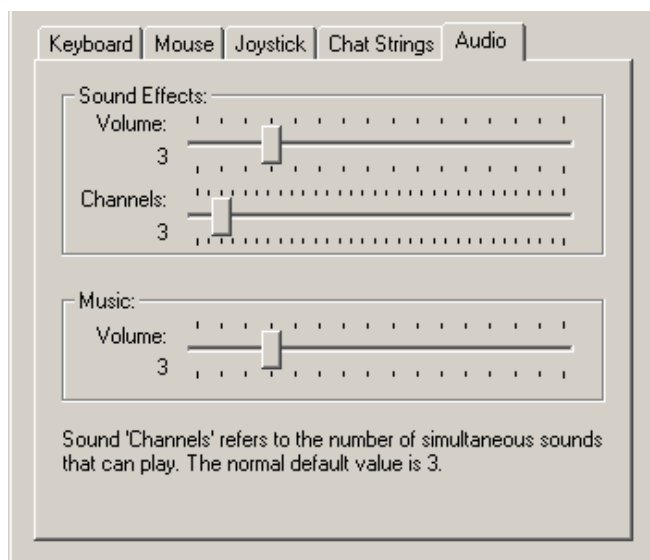 Keyboard Mouse Joystick Chat Strings Audio
Sound Effects:
Volume:
3
Channels:
3
Music:
Volume:
3
Sound 'Channels' refers to the number of simultaneous sounds
that can play. The normal default value is 3.